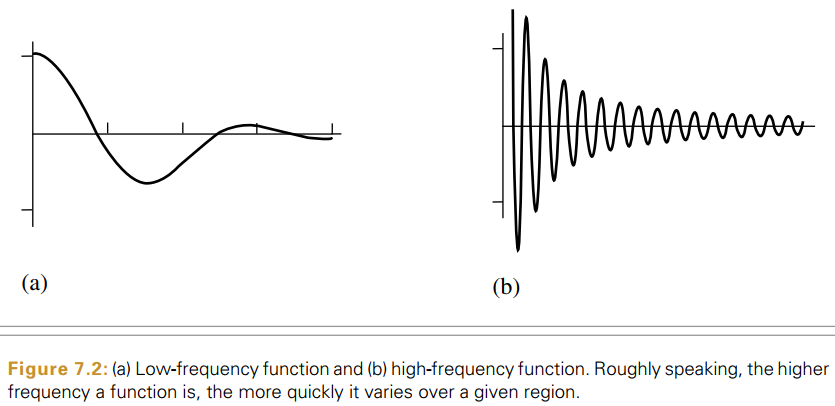 (a)
(b)
Figure 7.2: (a) Low-frequency function and (b) high-frequency function. Roughly speaking, the higher
frequency a function is, the more quickly it varies over a given region.